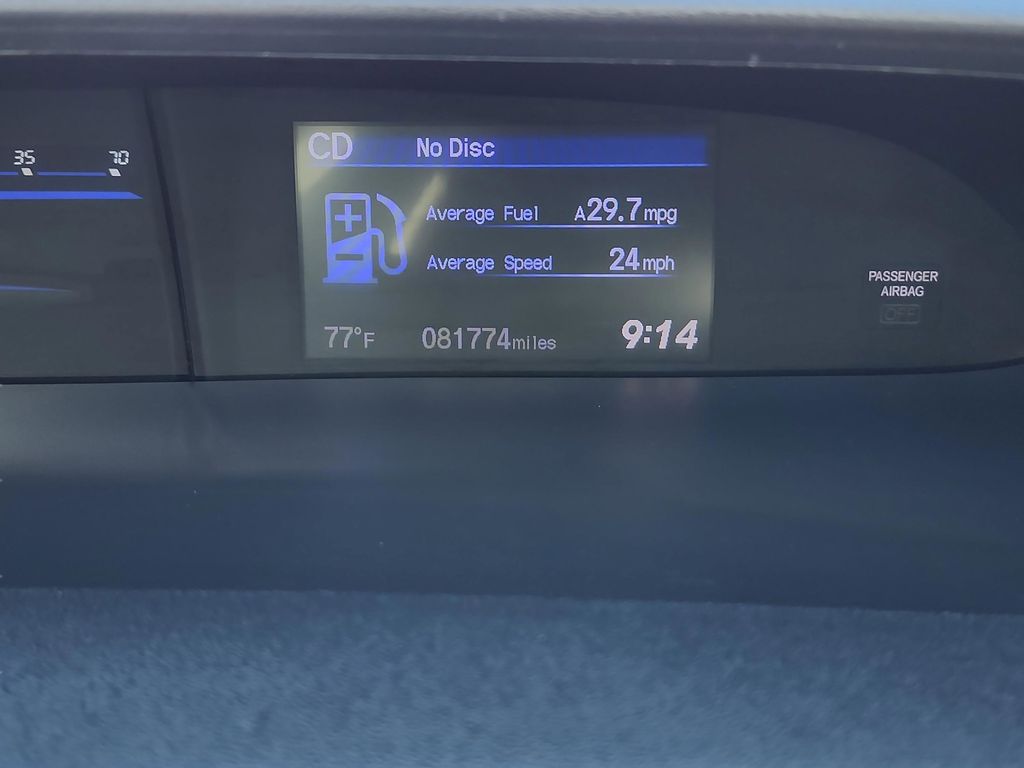 35 70
CD No Disc
Average Fuel A29.7mpg
Average Speed 24mph
77°F 081774miles 9:14
PASSENGER
AIRBAG
OFF